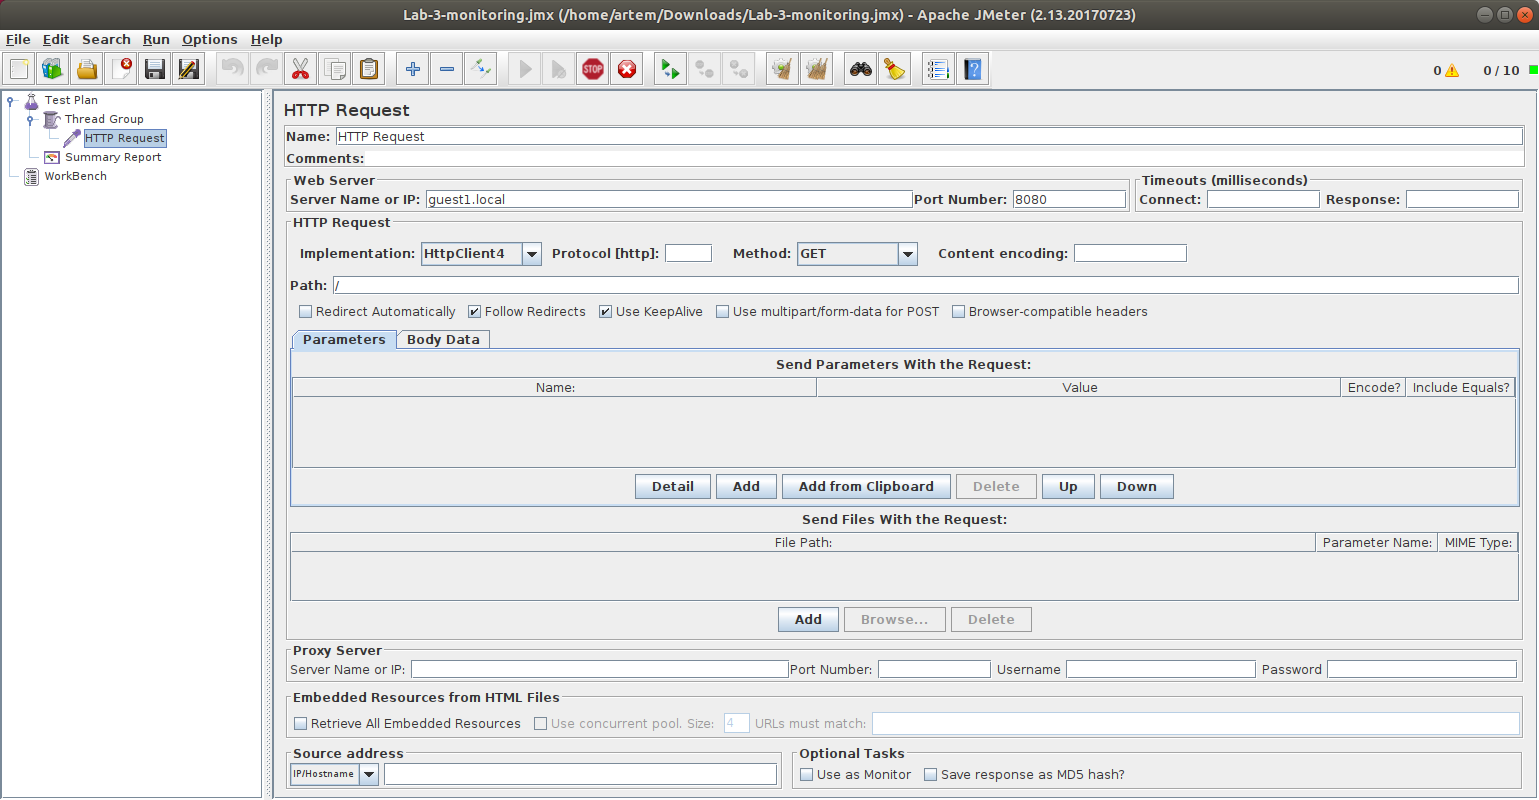 Lab-3-monitoring.jmx (/home/artem/Downloads/Lab-3-monitoring.jmx) - Apache JMeter (2.13.20170723)
File Edit Search Run Options Help
STOP 0 0 / 10
Test Plan
Thread Group
HTTP Request
Summary Report
WorkBench
HTTP Request
Name: HTTP Request
Comments:
Web Server
Server Name or IP: guest1.local Port Number: 8080
Timeouts (milliseconds)
Connect: Response:
HTTP Request
Implementation: HttpClient4 Protocol [http]: Method: GET Content encoding:
Path: /
Redirect Automatically Follow Redirects Use KeepAlive Use multipart/form-data for POST Browser-compatible headers
Parameters Body Data
Send Parameters With the Request:
Name: Value Encode? Include Equals?
Detail Add Add from Clipboard Delete Up Down
Send Files With the Request:
File Path: Parameter Name: MIME Type:
Add Browse... Delete
Proxy Server
Server Name or IP: Port Number: Username Password
Embedded Resources from HTML Files
Retrieve All Embedded Resources Use concurrent pool. Size: 4 URLs must match:
Source address
IP/Hostname
Optional Tasks
Use as Monitor Save response as MD5 hash?